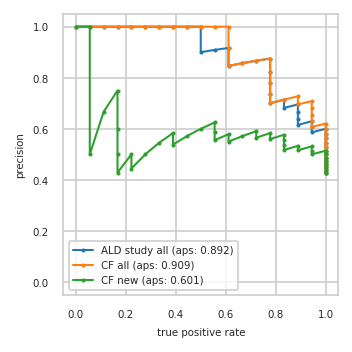 1.0
0.8
0.6
0.4
0.2
0.0
precision
ALD study all (aps: 0.892)
CF all (aps: 0.909)
CF new (aps: 0.601)
0.0 0.2 0.4 0.6 0.8 1.0
true positive rate